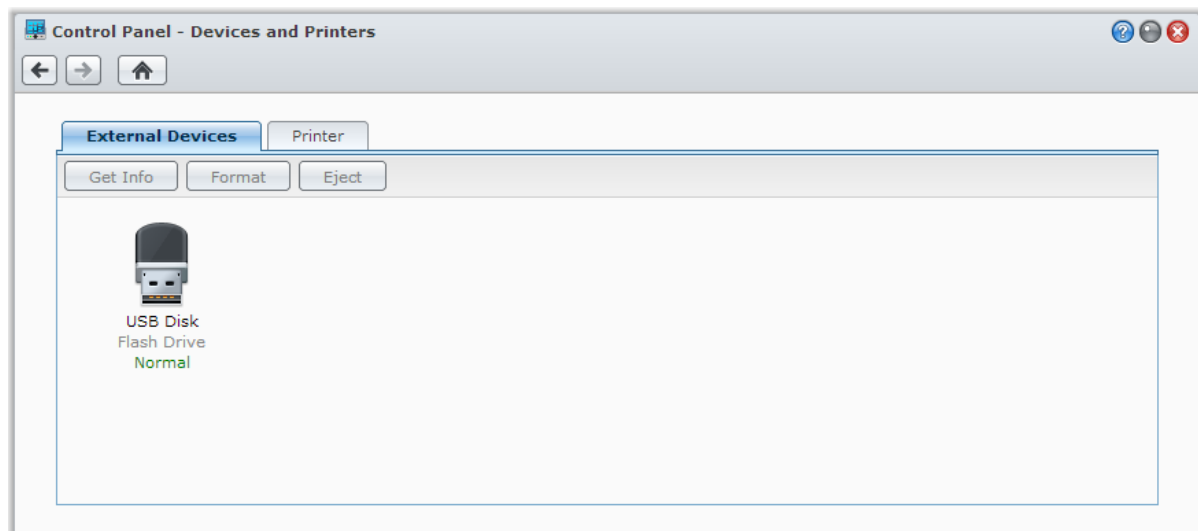 Control Panel - Devices and Printers
External Devices Printer
Get Info Format Eject
USB Disk
Flash Drive
Normal